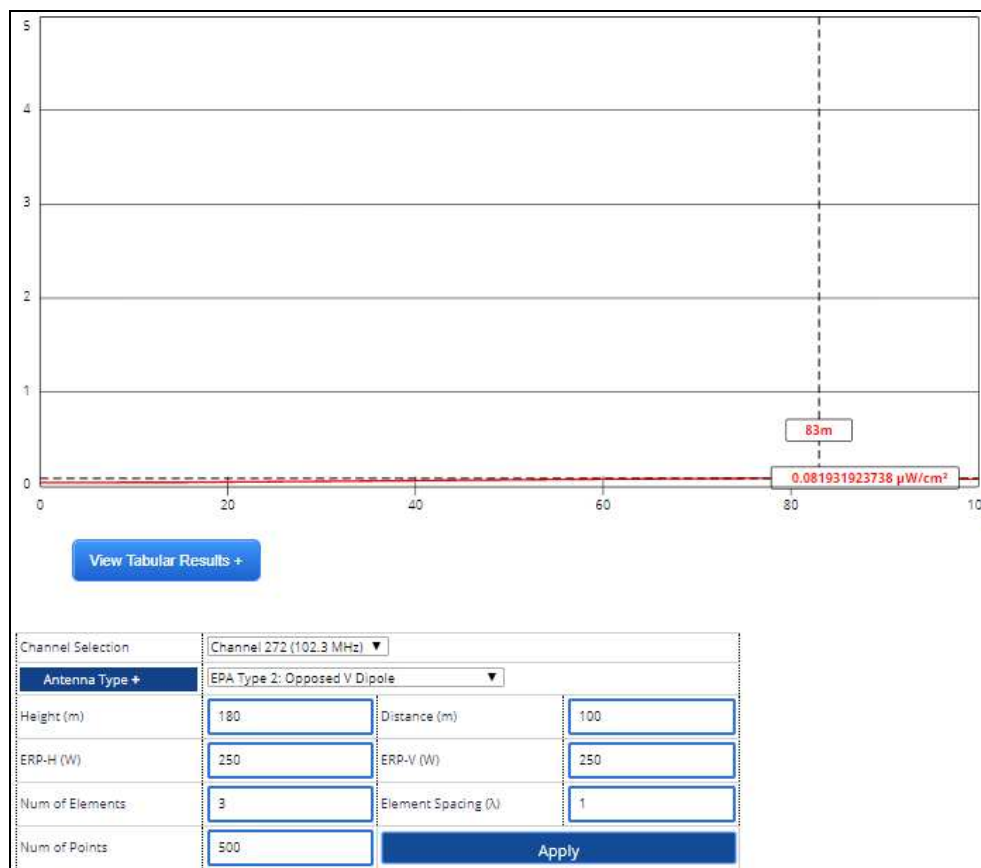 5
4
3
2
1
83m
0.081931923738 μW/cm²
0
0 20 40 60 80 10
View Tabular Results +
Channel Selection Channel 272 (102.3 MHz) ▼
Antenna Type + EPA Type 2: Opposed V Dipole ▼
Height (m) 180 Distance (m) 100
ERP-H (W) 250 ERP-V (W) 250
Num of Elements 3 Element Spacing (λ) 1
Num of Points 500 Apply